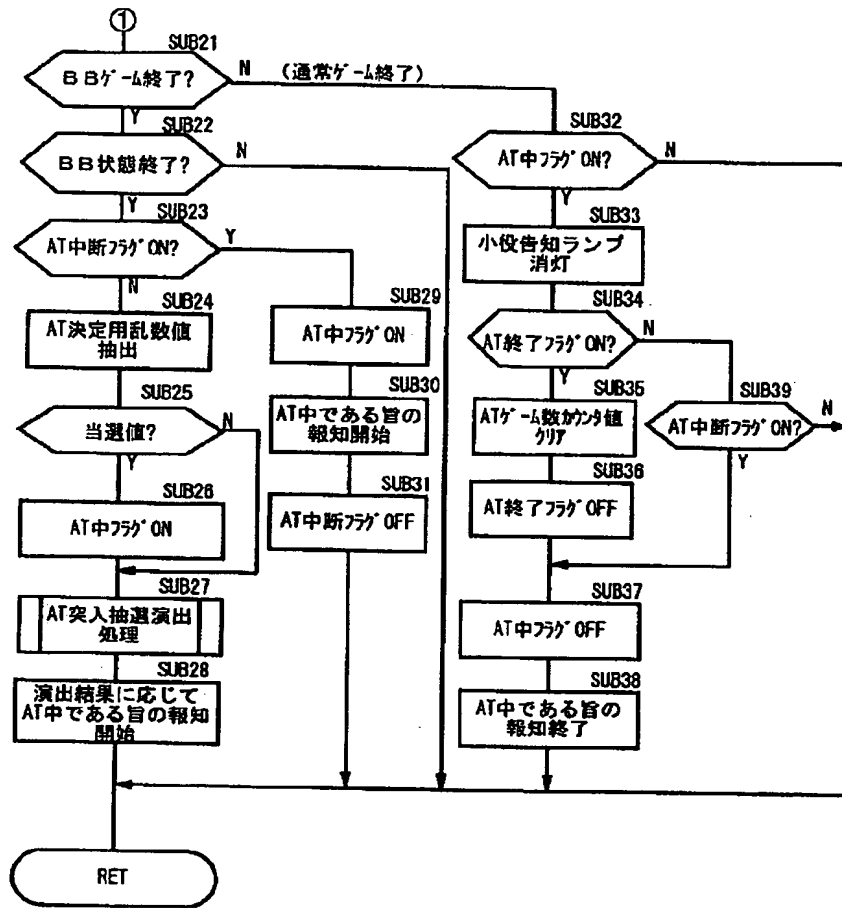 ①
SUB21
BBゲーム終了?
N
(通常ゲーム終了)
Y
SUB22
BB状態終了?
N
Y
SUB23
AT中断フラグON?
Y
N
SUB24
AT決定用乱数値
抽出
SUB25
当選値?
N
Y
SUB26
AT中フラグON
SUB27
AT突入抽選演出
処理
SUB28
演出結果に応じて
AT中である旨の報知
開始
RET
SUB29
AT中フラグON
SUB30
AT中である旨の
報知開始
SUB31
AT中断フラグOFF
SUB32
AT中フラグON?
N
Y
SUB33
小役告知ランプ
消灯
SUB34
AT終了フラグON?
N
Y
SUB35
ATゲーム数カウンタ値
クリア
SUB36
AT終了フラグOFF
SUB39
AT中断フラグON?
N
Y
SUB37
AT中フラグOFF
SUB38
AT中である旨の
報知終了